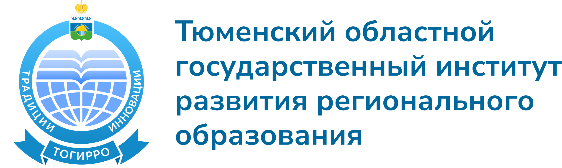 ТРАДИЦИИ
ИННОВАЦИИ
ТОГИРРО
Тюменский областной
государственный институт
развития регионального
образования